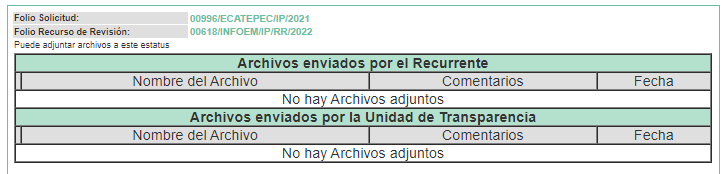 Folio Solicitud: 00996/ECATEPEC/IP/2021
Folio Recurso de Revisión: 00618/INFOEM/IP/RR/2022
Puede adjuntar archivos a este estatus
Archivos enviados por el Recurrente
Nombre del Archivo Comentarios Fecha
No hay Archivos adjuntos
Archivos enviados por la Unidad de Transparencia
Nombre del Archivo Comentarios Fecha
No hay Archivos adjuntos